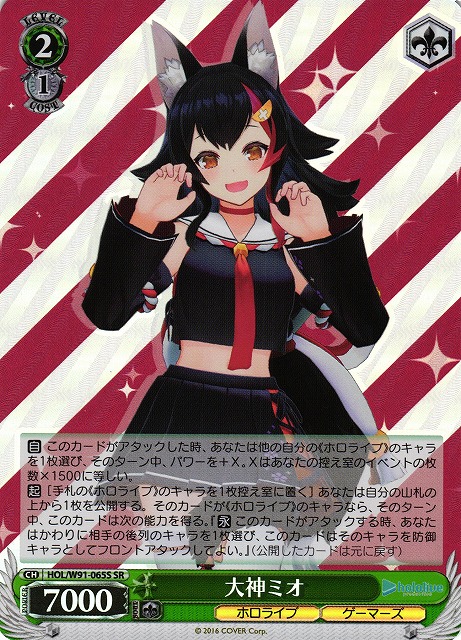 LEVEL
2
1
COST
自 このカードがアタックした時、あなたは他の自分の《ホロライブ》のキャラ
を1枚選び、そのターン中、パワーを＋X。Xはあなたの控え室のイベントの枚
数×1500に等しい。
起 ［手札の《ホロライブ》のキャラを1枚控え室に置く］ あなたは自分の山札の
上から1枚を公開する。そのカードが《ホロライブ》のキャラなら、そのターン
中、このカードは次の能力を得る。『永 このカードがアタックする時、あなた
はかわりに相手の後列のキャラを1枚選び、このカードはそのキャラを防御
キャラとしてフロントアタックしてよい。』（公開したカードは元に戻す）
CH HOL/W91-065S SR
POWER
7000
大神ミオ
hololive
production
ホロライブ
ゲーマーズ
© 2016 COVER Corp.